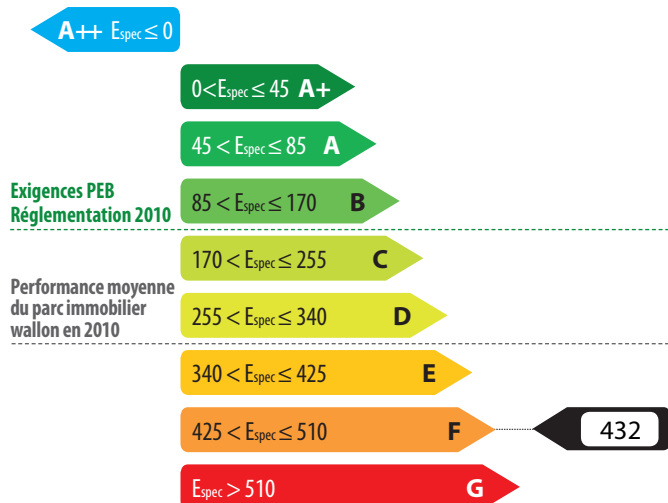 A++ Espec ≤ 0
0 < Espec ≤ 45 A+
45 < Espec ≤ 85 A
Exigences PEB
Réglementation 2010
85 < Espec ≤ 170 B
170 < Espec ≤ 255 C
Performance moyenne
du parc immobilier
wallon en 2010
255 < Espec ≤ 340 D
340 < Espec ≤ 425 E
425 < Espec ≤ 510 F
432
Espec > 510 G